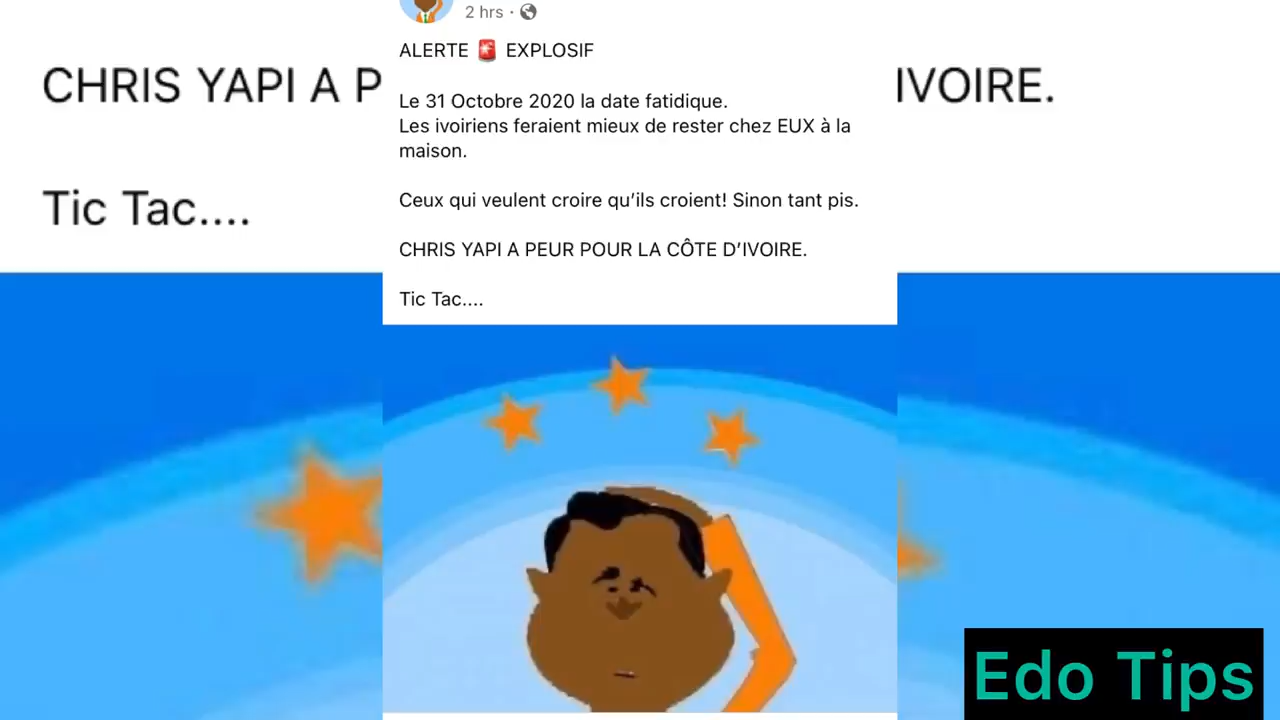 2 hrs ·
ALERTE 🚨 EXPLOSIF
Le 31 Octobre 2020 la date fatidique.
Les ivoiriens feraient mieux de rester chez EUX à la
maison.
Ceux qui veulent croire qu’ils croient! Sinon tant pis.
CHRIS YAPI A PEUR POUR LA CÔTE D’IVOIRE.
Tic Tac....
CHRIS YAPI A P
IVOIRE.
Tic Tac....
Edo Tips